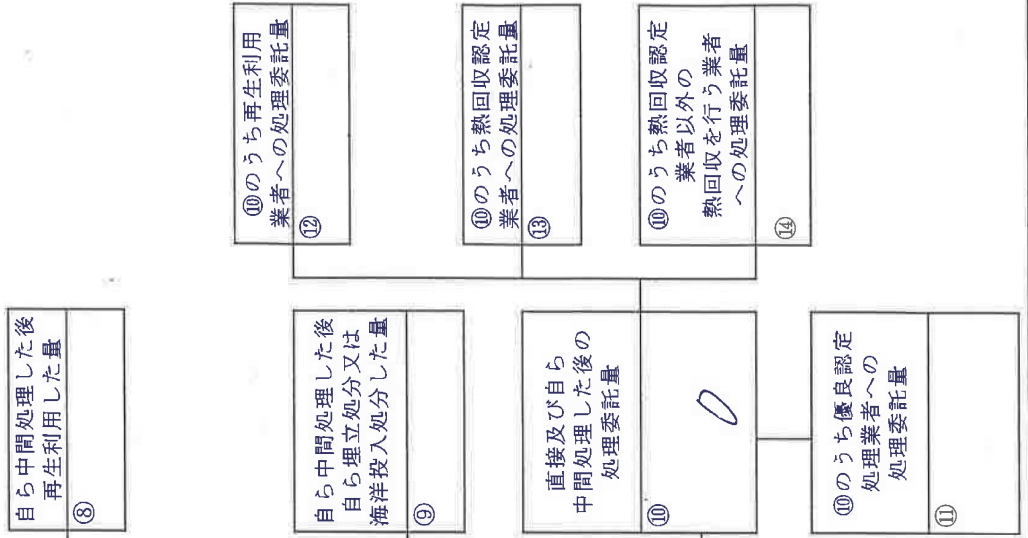 自ら中間処理した後
再生利用した量
⑧
自ら中間処理した後
自ら埋立処分又は
海洋投入処分した量
⑨
直接及び自ら
中間処理した後の
処理委託量
⑩
0
⑩のうち優良認定
処理業者への
処理委託量
⑪
⑩のうち再生利用
業者への処理委託量
⑫
⑩のうち熱回収認定
業者への処理委託量
⑬
⑩のうち熱回収認定
業者以外の
熱回収を行う業者
への処理委託量
⑭